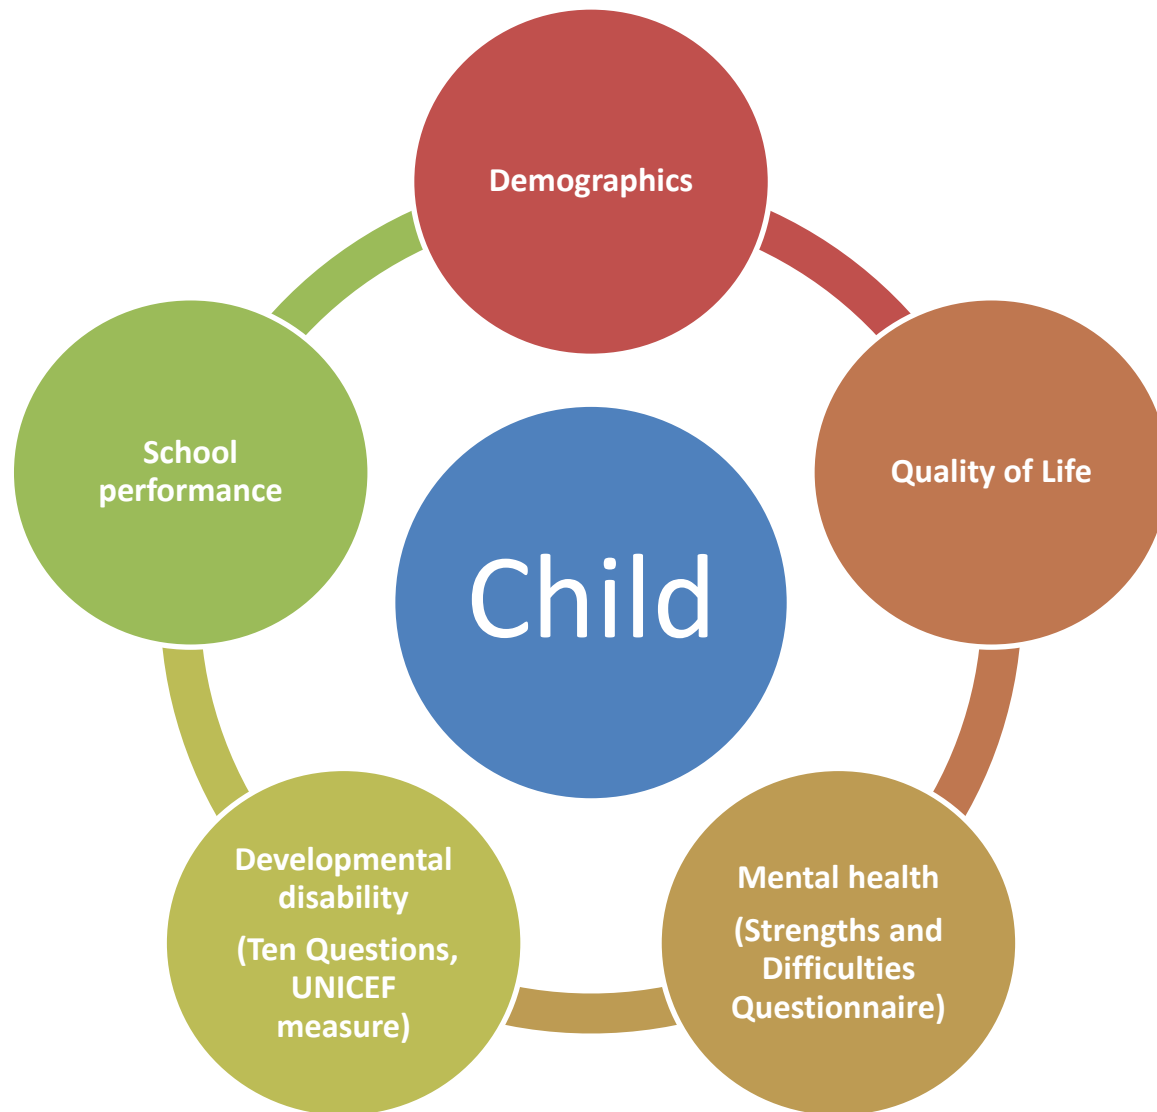 Demographics
School
performance
Quality of Life
Child
Developmental
disability
(Ten Questions,
UNICEF
measure)
Mental health
(Strengths and
Difficulties
Questionnaire)